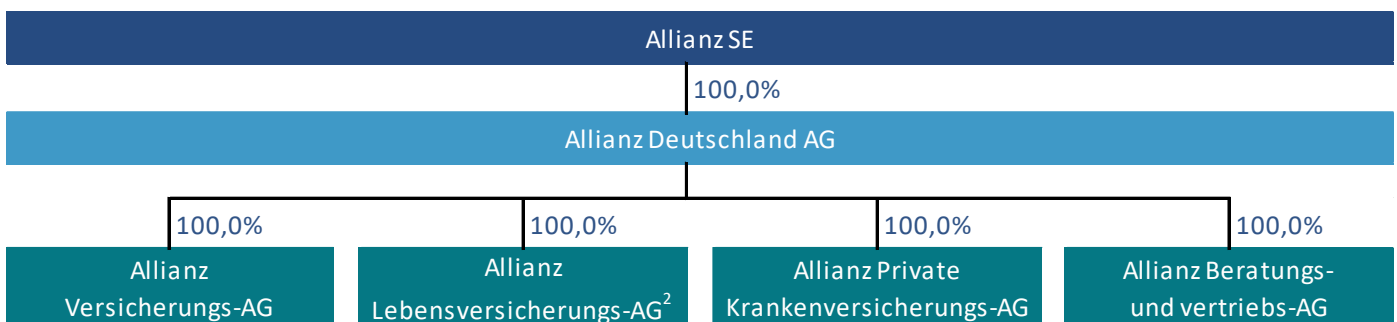 Allianz SE
100,0%
Allianz Deutschland AG
100,0%
100,0%
100,0%
100,0%
Allianz
Versicherungs-AG
Allianz
Lebensversicherungs-AG²
Allianz Private
Krankenversicherungs-AG
Allianz Beratungs-
und vertriebs-AG